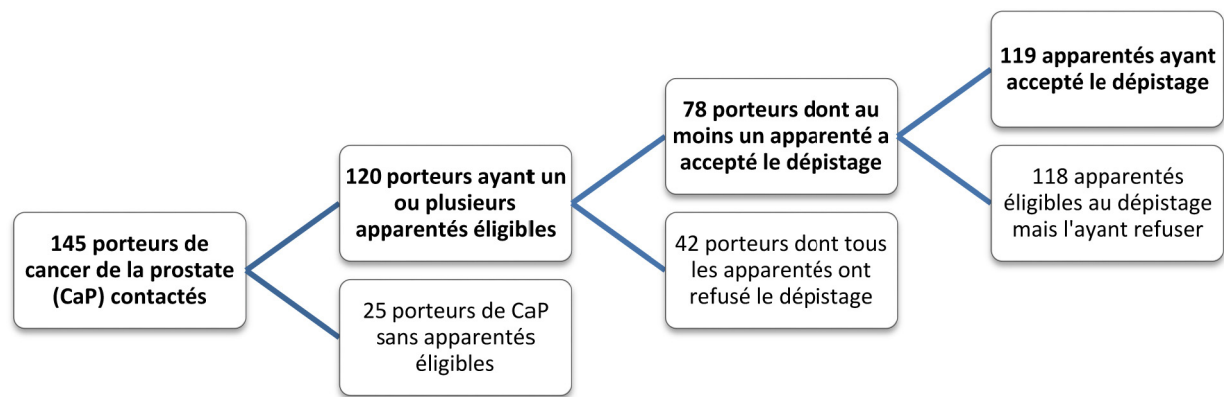 145 porteurs de
cancer de la prostate
(CaP) contactés
120 porteurs ayant un
ou plusieurs
apparentés éligibles
25 porteurs de CaP
sans apparentés
éligibles
78 porteurs dont au
moins un apparenté a
accepté le dépistage
42 porteurs dont tous
les apparentés ont
refusé le dépistage
119 apparentés ayant
accepté le dépistage
118 apparentés
éligibles au dépistage
mais l'ayant refuser